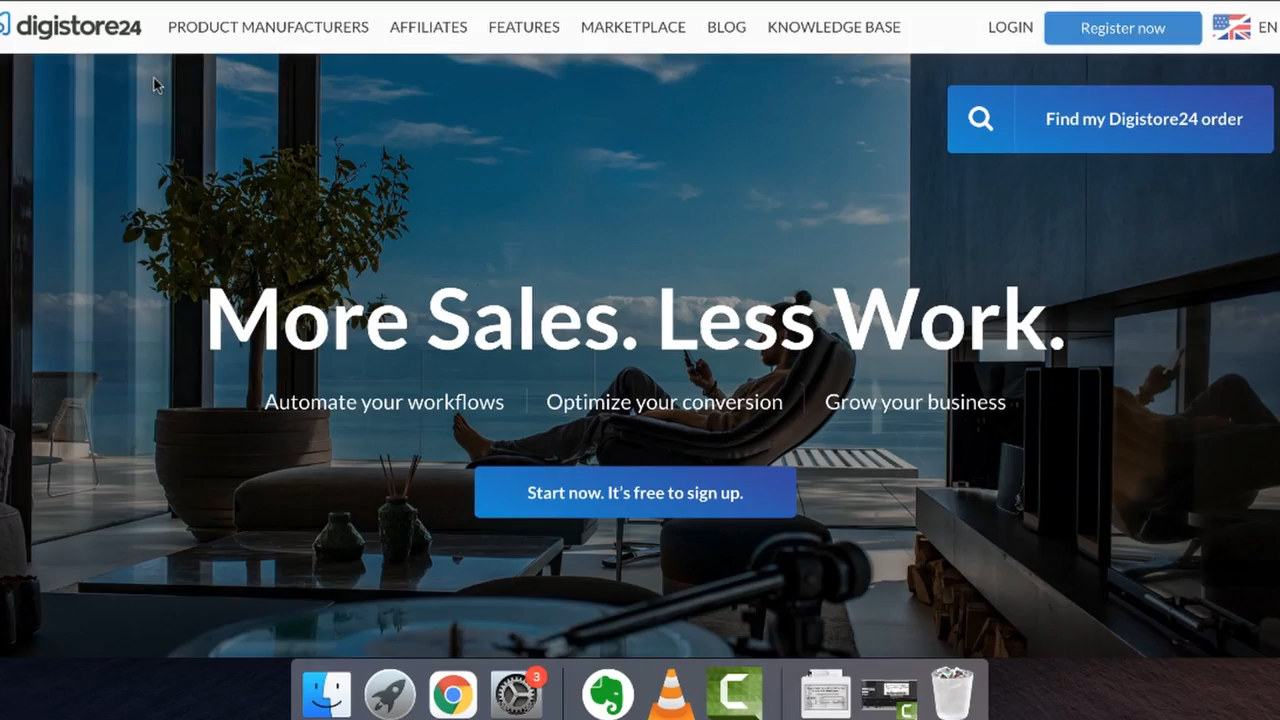 digistore24 PRODUCT MANUFACTURERS AFFILIATES FEATURES MARKETPLACE BLOG KNOWLEDGE BASE LOGIN Register now EN
Find my Digistore24 order
More Sales. Less Work.
Automate your workflows Optimize your conversion Grow your business
Start now. It's free to sign up.
3